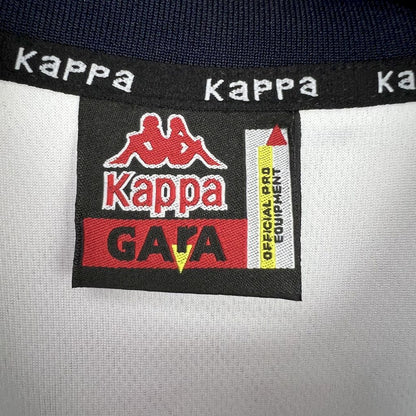 Kappa Kappa Kappa
Kappa
GARA
OFFICIAL PRO
EQUIPMENT